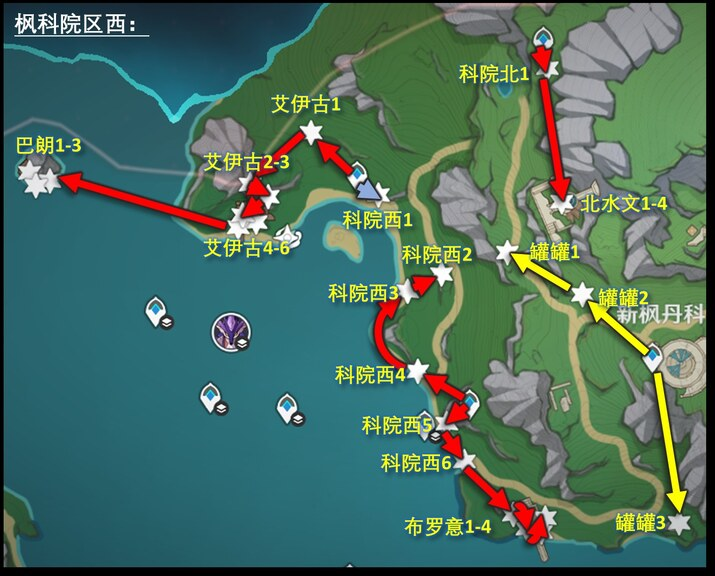 枫科院区西：
科院北1
艾伊古1
巴朗1-3
艾伊古2-3
北水文1-4
科院西1
艾伊古4-6
科院西2
罐罐1
科院西3
罐罐2
新枫丹科
科院西4
科院西5
科院西6
布罗意1-4
罐罐3